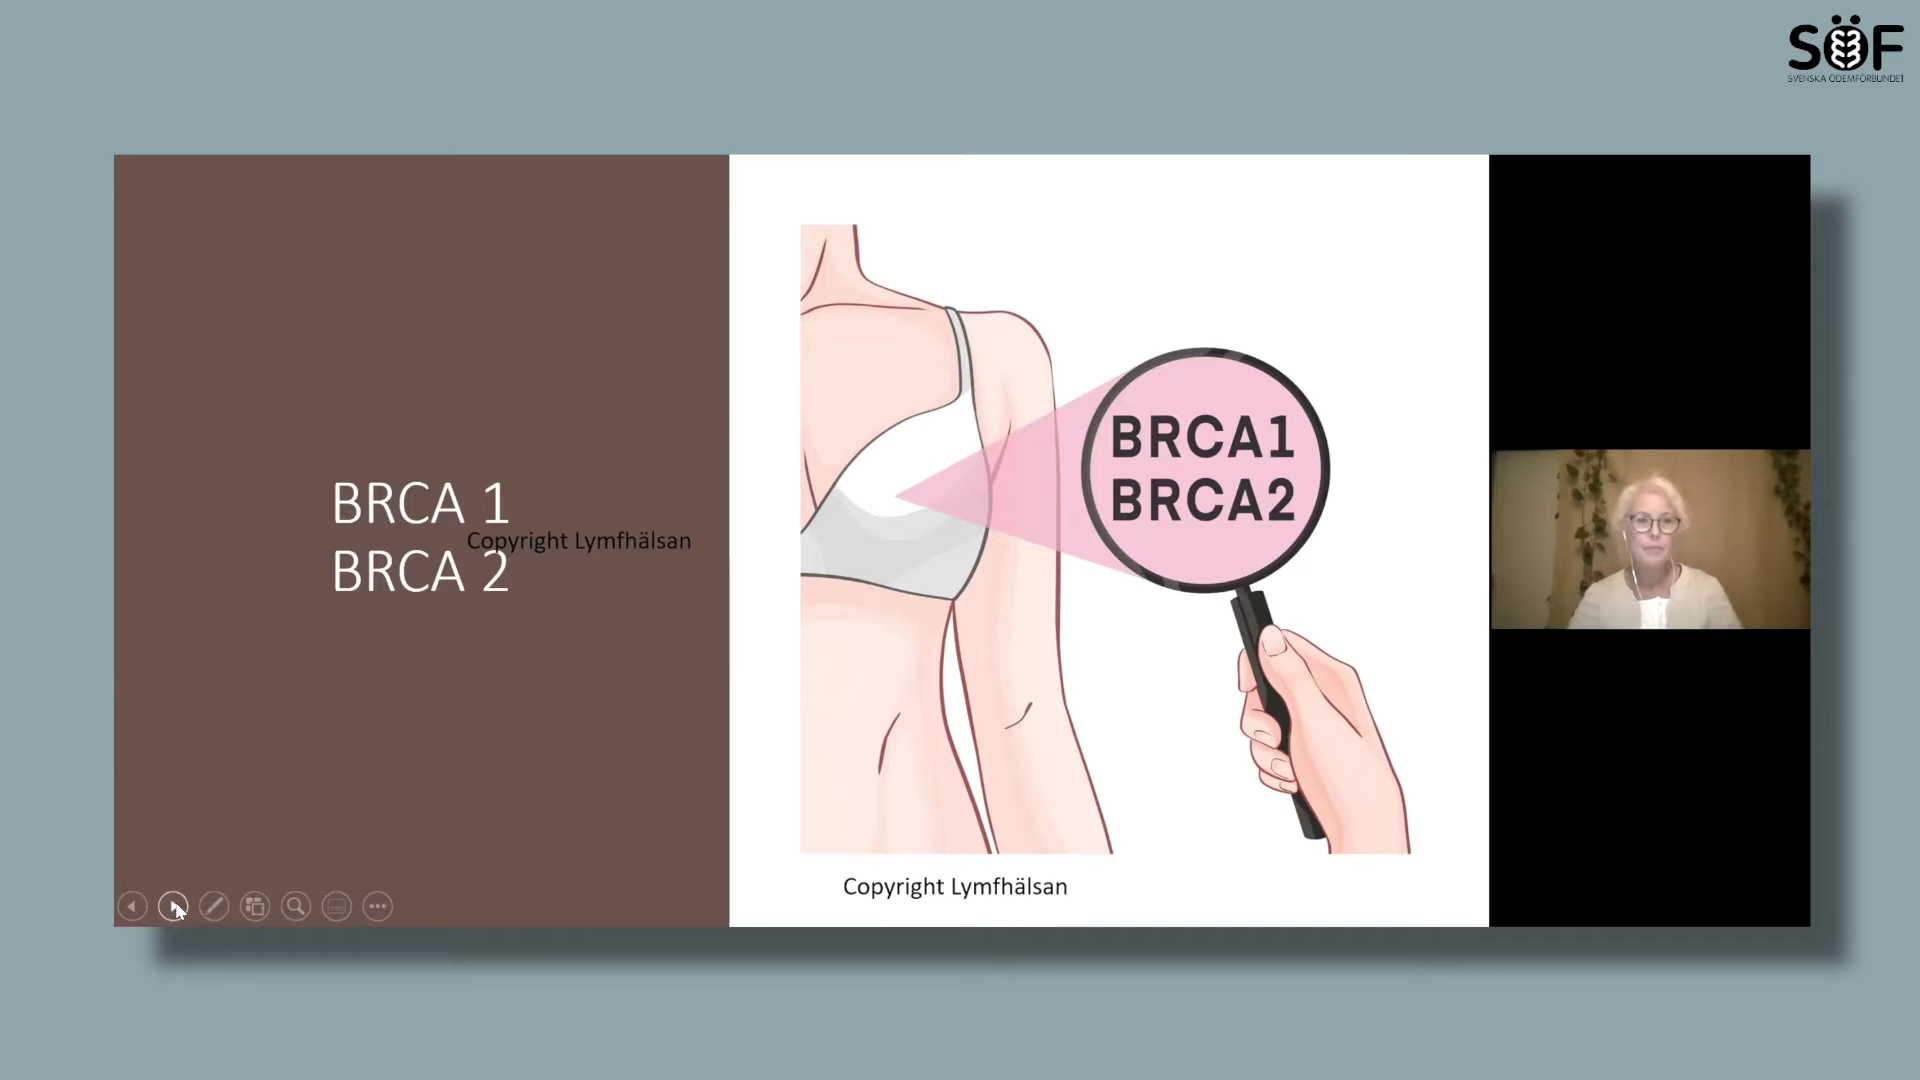 SÖF
SVENSKA ÖDEMFÖRBUNDET
BRCA 1
Copyright Lymfhälsan
BRCA 2
BRCA1
BRCA2
Copyright Lymfhälsan